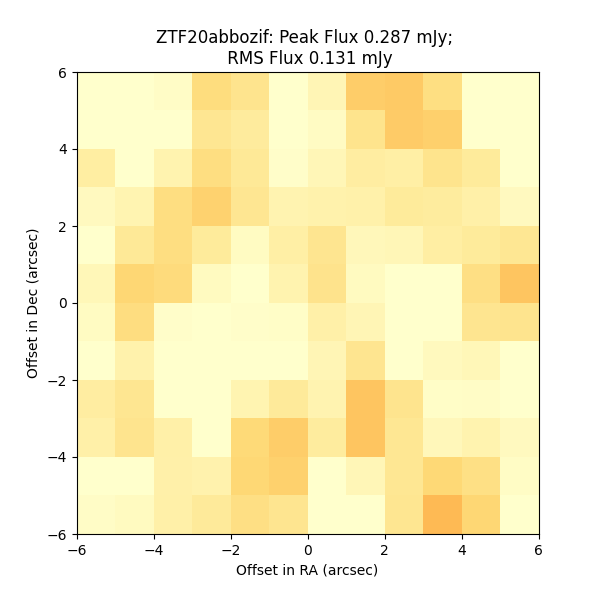 ZTF20abbozif: Peak Flux 0.287 mJy;
RMS Flux 0.131 mJy
6
4
2
0
−2
−4
−6
Offset in Dec (arcsec)
−6 −4 −2 0 2 4 6
Offset in RA (arcsec)